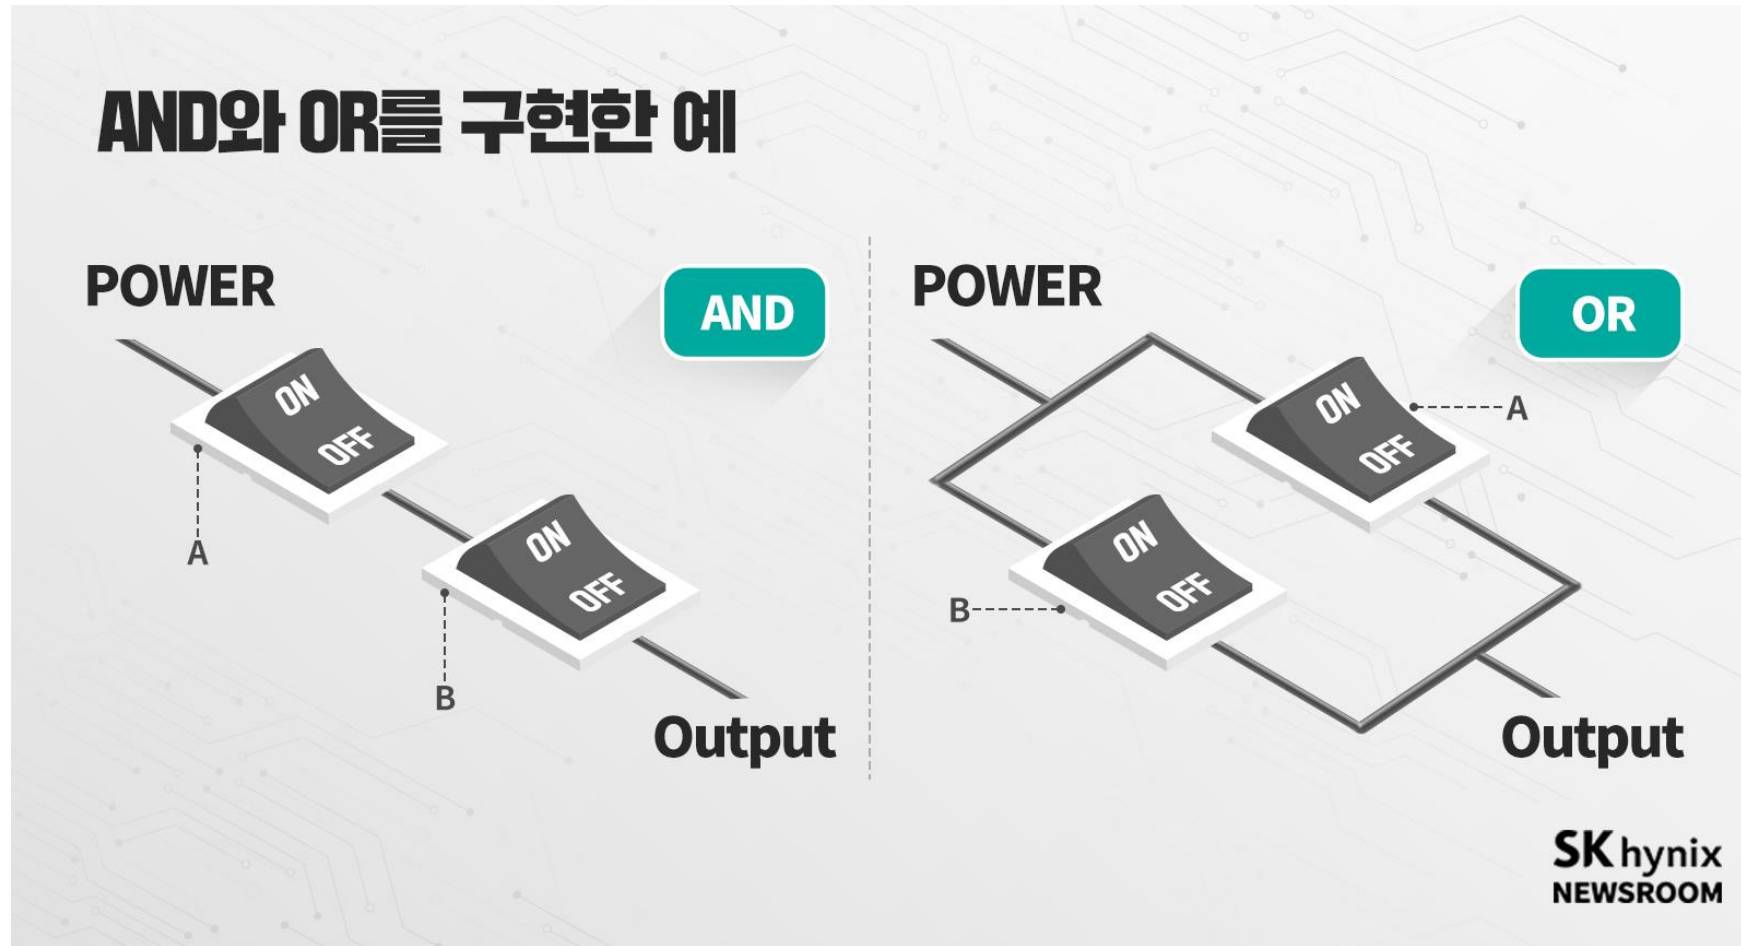 AND와 OR를 구현한 예
POWER
AND
ON
OFF
A
ON
OFF
B
Output
POWER
OR
ON
OFF
A
ON
OFF
B
Output
SK hynix
NEWSROOM